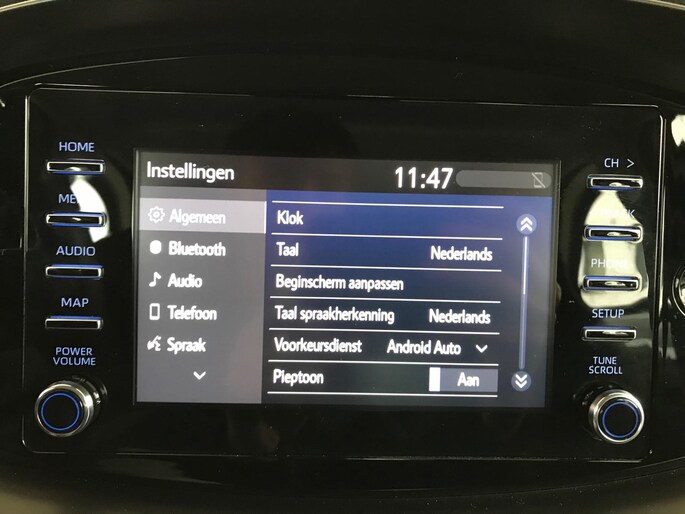 HOME
MENU
AUDIO
MAP
POWER
VOLUME
Instellingen
11:47
Algemeen
Bluetooth
Audio
Telefoon
Spraak
Klok
Taal Nederlands
Beginscherm aanpassen
Taal spraakherkenning Nederlands
Voorkeursdienst Android Auto
Pieptoon Aan
CH >
PHONE
SETUP
TUNE
SCROLL